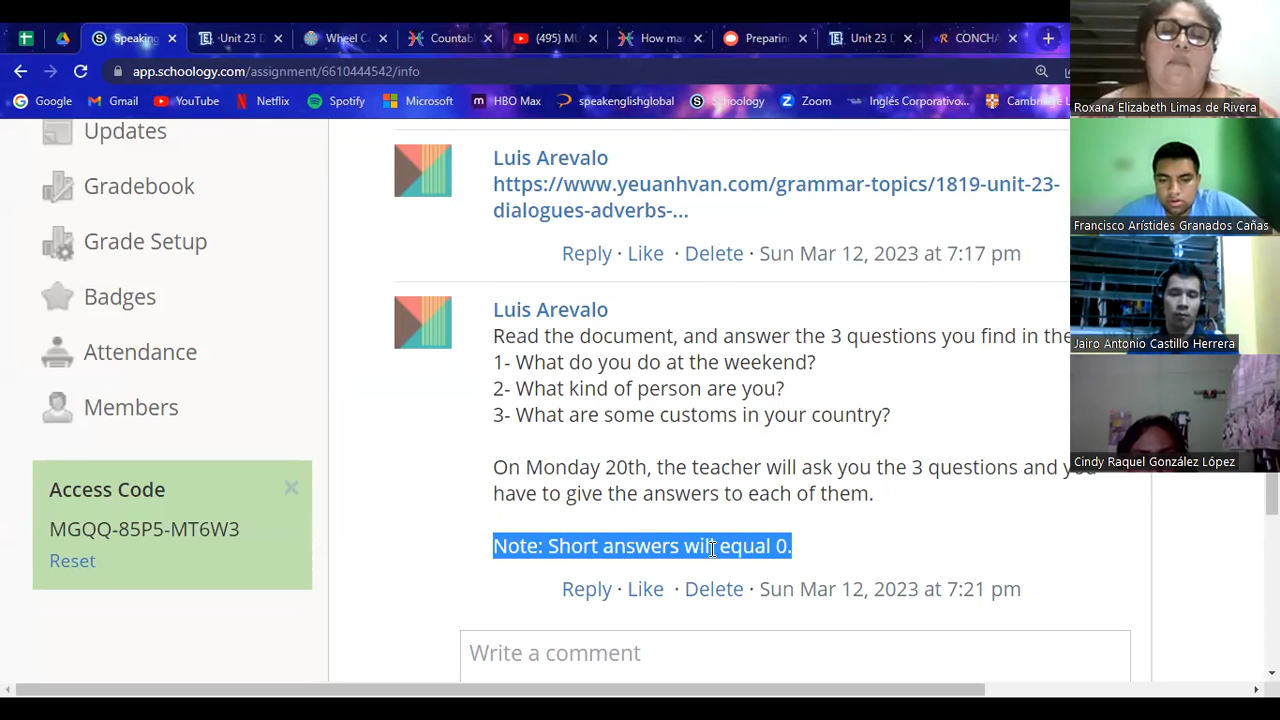 Speaking
Unit 23 D
Wheel C
Countab
(495) MU
How mar
Preparin
Unit 23 D
CONCHA
app.schoology.com/assignment/6610444542/info
Google
Gmail
YouTube
Netflix
Spotify
Microsoft
HBO Max
speakenglishglobal
Schoology
Zoom
Inglés Corporativo...
Cambridge L
Updates
Gradebook
Grade Setup
Badges
Attendance
Members
Access Code
MGQQ-85P5-MT6W3
Reset
Luis Arevalo
https://www.yeuanhvan.com/grammar-topics/1819-unit-23-
dialogues-adverbs-...
Reply · Like · Delete · Sun Mar 12, 2023 at 7:17 pm
Luis Arevalo
Read the document, and answer the 3 questions you find in the
1- What do you do at the weekend?
2- What kind of person are you?
3- What are some customs in your country?
On Monday 20th, the teacher will ask you the 3 questions and you
have to give the answers to each of them.
Note: Short answers will equal 0.
Reply · Like · Delete · Sun Mar 12, 2023 at 7:21 pm
Write a comment
Roxana Elizabeth Limas de Rivera
Francisco Arístides Granados Cañas
Jairo Antonio Castillo Herrera
Cindy Raquel González López